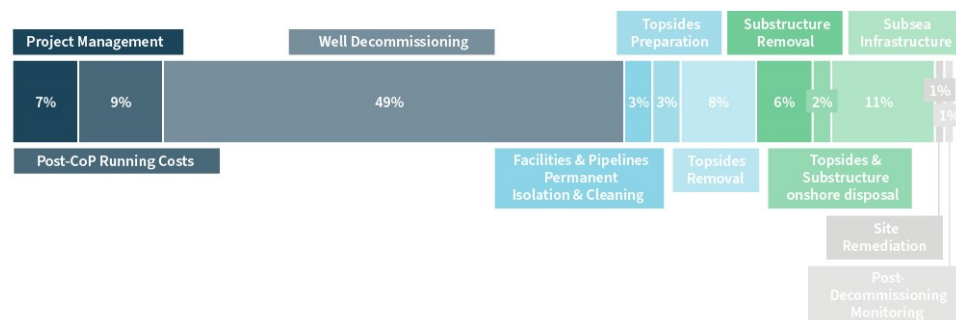 Topsides
Preparation
Substructure
Removal
Subsea
Infrastructure
Project Management
Well Decommissioning
7%
9%
49%
3%
3%
8%
6%
2%
11%
1%
1%
Post-CoP Running Costs
Facilities & Pipelines
Permanent
Isolation & Cleaning
Topsides
Removal
Topsides &
Substructure
onshore disposal
Site
Remediation
Post-
Decommissioning
Monitoring